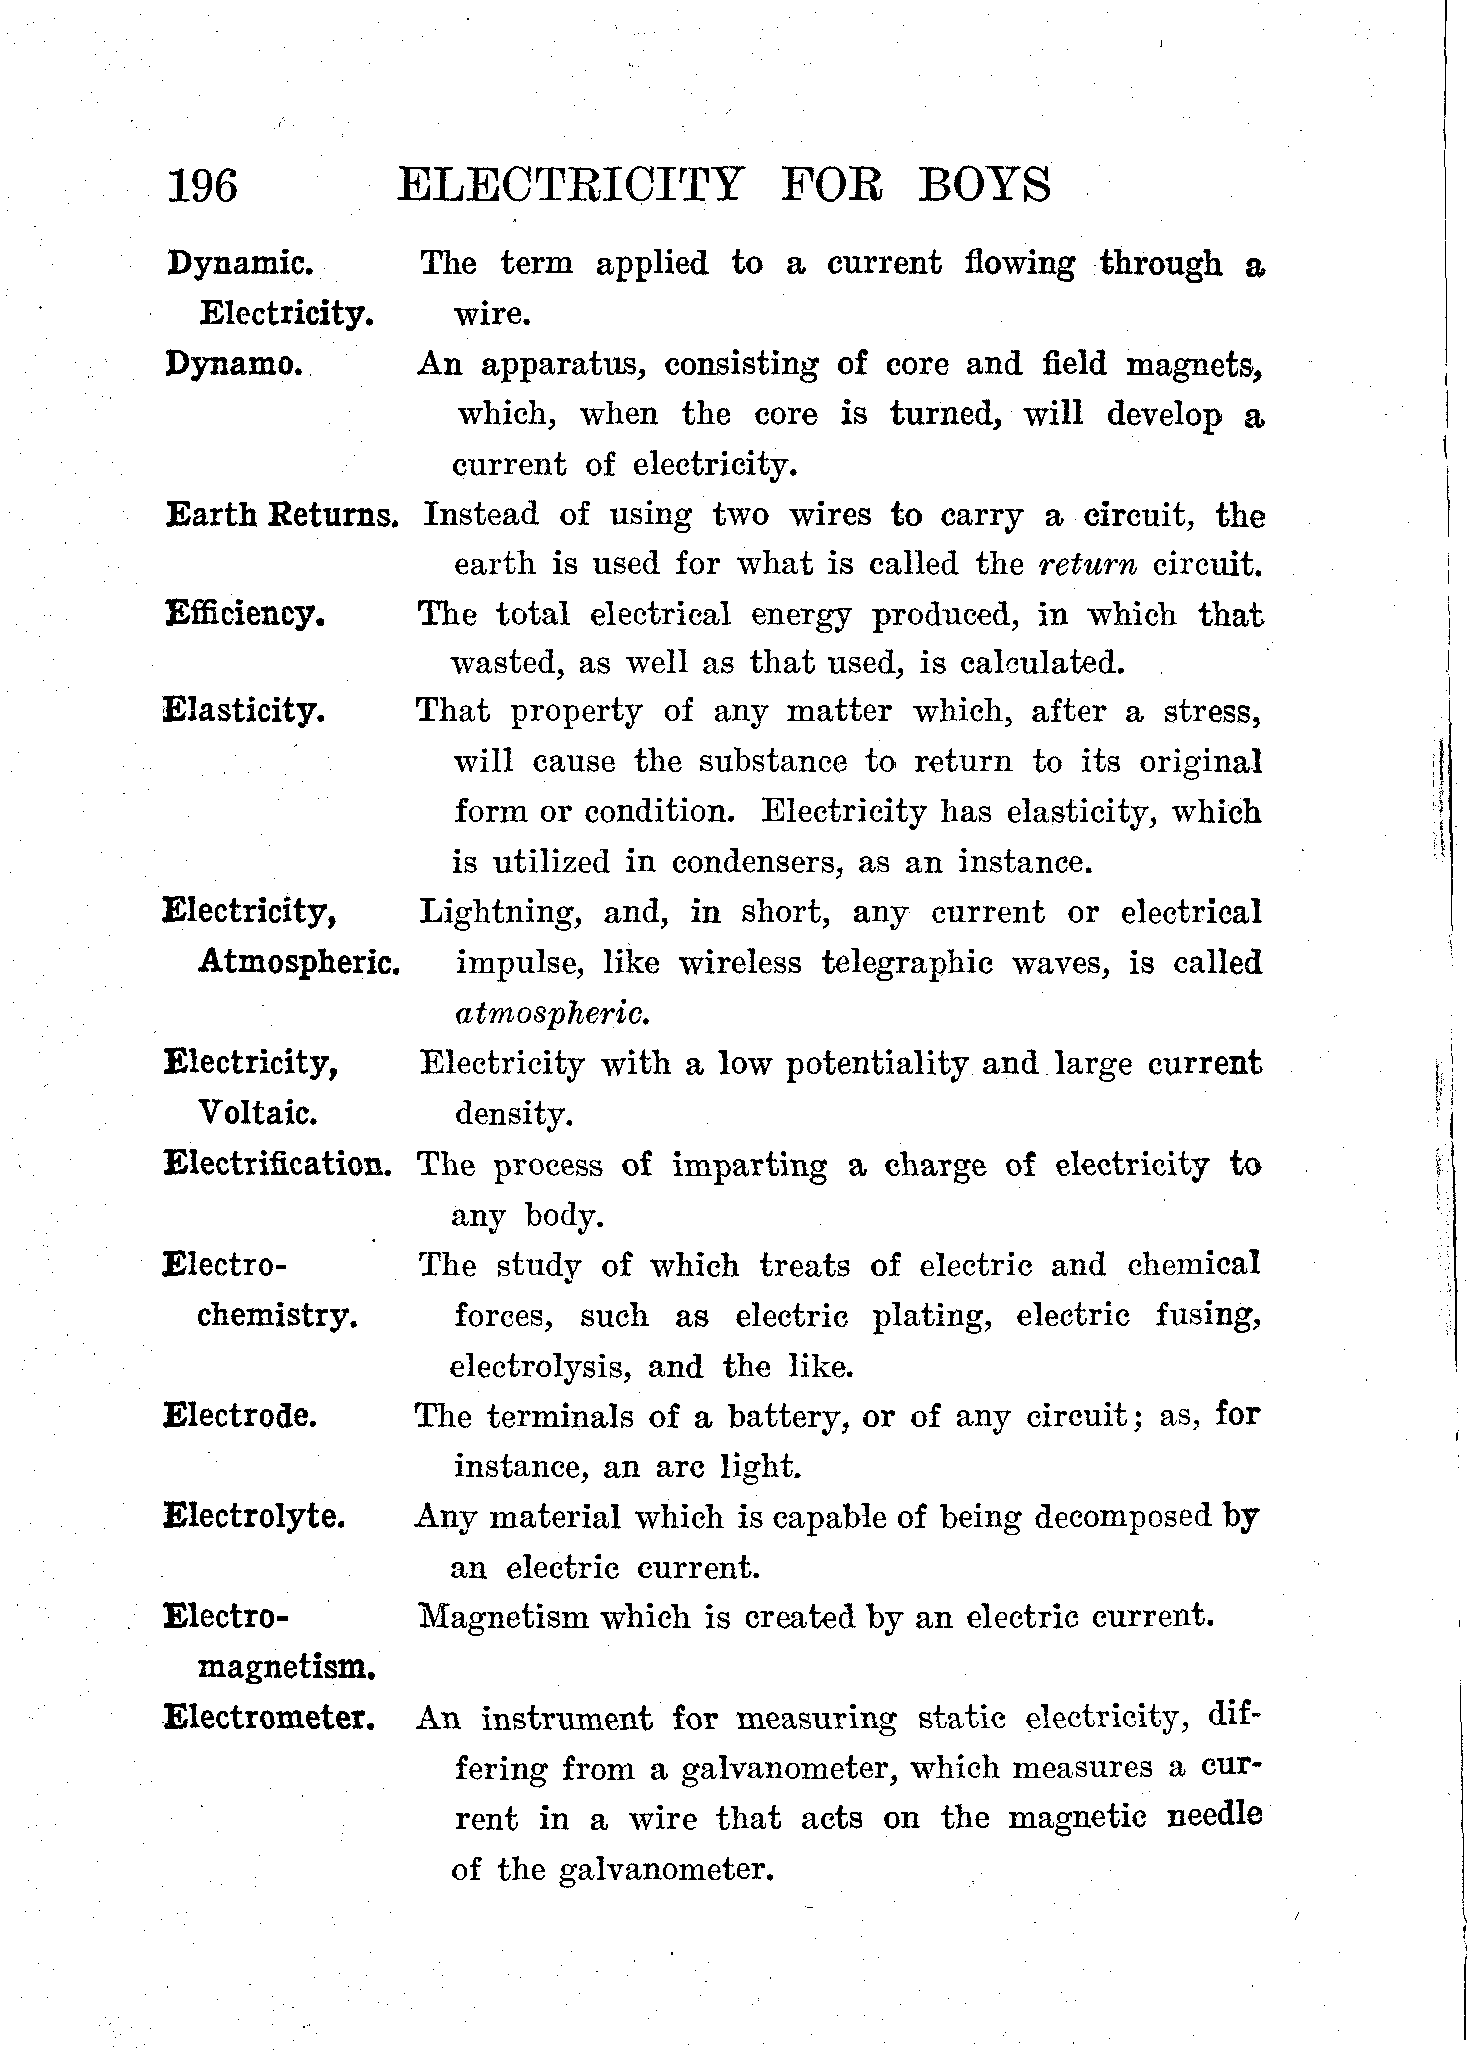 196 ELECTRICITY FOR BOYS
Dynamic. The term applied to a current flowing through a
Electricity. wire.
Dynamo. An apparatus, consisting of core and field magnets,
which, when the core is turned, will develop a
current of electricity.
Earth Returns. Instead of using two wires to carry a circuit, the
earth is used for what is called the return circuit.
Efficiency. The total electrical energy produced, in which that
wasted, as well as that used, is calculated.
Elasticity. That property of any matter which, after a stress,
will cause the substance to return to its original
form or condition. Electricity has elasticity, which
is utilized in condensers, as an instance.
Electricity, Lightning, and, in short, any current or electrical
Atmospheric. impulse, like wireless telegraphic waves, is called
atmospheric.
Electricity, Electricity with a low potentiality and large current
Voltaic. density.
Electrification. The process of imparting a charge of electricity to
any body.
Electro- The study of which treats of electric and chemical
chemistry. forces, such as electric plating, electric fusing,
electrolysis, and the like.
Electrode. The terminals of a battery, or of any circuit; as, for
instance, an arc light.
Electrolyte. Any material which is capable of being decomposed by
an electric current.
Electro- Magnetism which is created by an electric current.
magnetism.
Electrometer. An instrument for measuring static electricity, dif-
fering from a galvanometer, which measures a cur-
rent in a wire that acts on the magnetic needle
of the galvanometer.